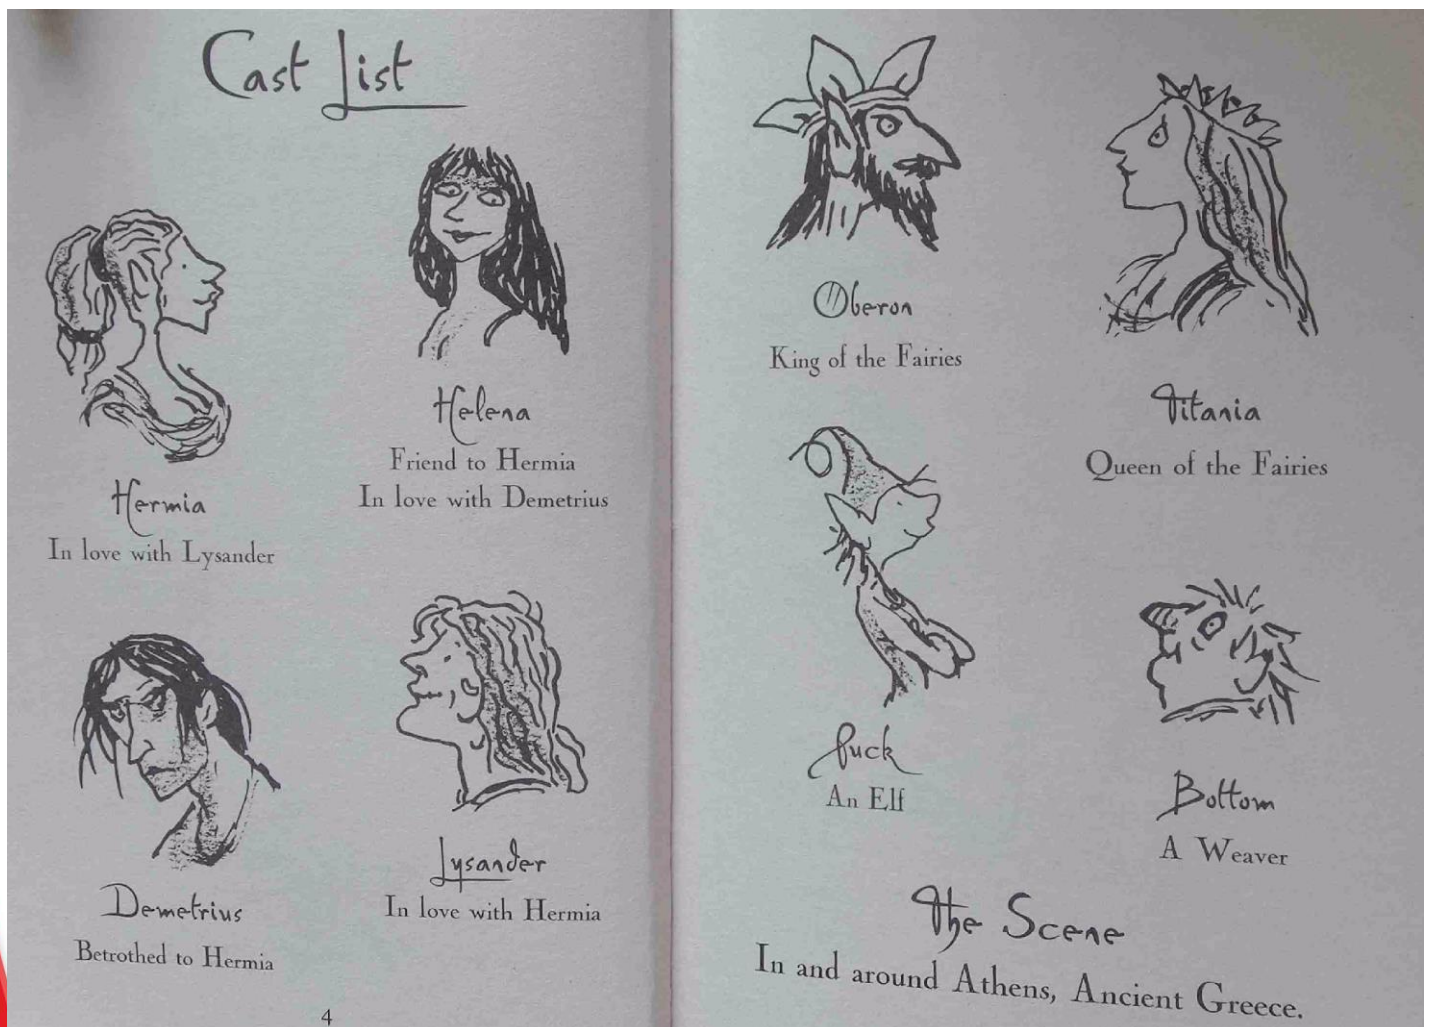 Cast List
Hermia
In love with Lysander
Helena
Friend to Hermia
In love with Demetrius
Demetrius
Betrothed to Hermia
Lysander
In love with Hermia
4
Oberon
King of the Fairies
Titania
Queen of the Fairies
Puck
An Elf
Bottom
A Weaver
The Scene
In and around Athens, Ancient Greece.